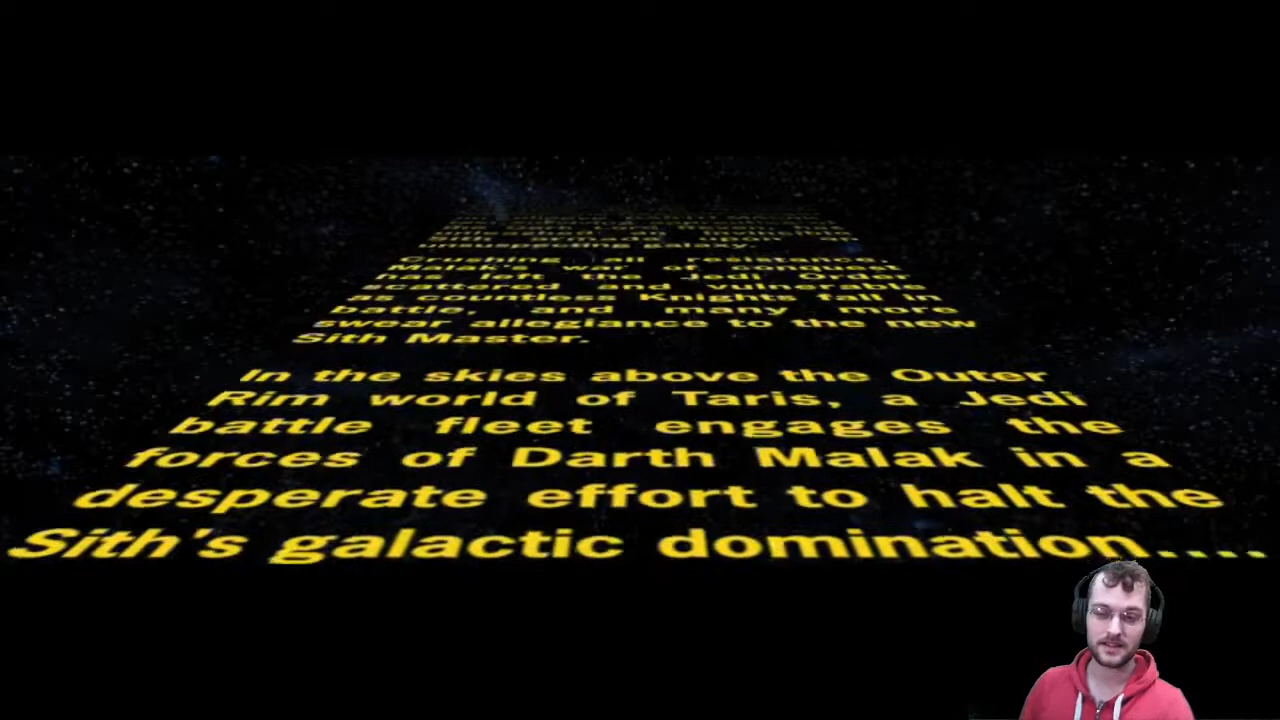 unsuspecting galaxy.
Crushing all resistance,
Malak's war of conquest
has left the Jedi Order
scattered and vulnerable
as countless Knights fall in
battle, and many more
swear allegiance to the new
Sith Master.
In the skies above the Outer
Rim world of Taris, a Jedi
battle fleet engages the
forces of Darth Malak in a
desperate effort to halt the
Sith's galactic domination....